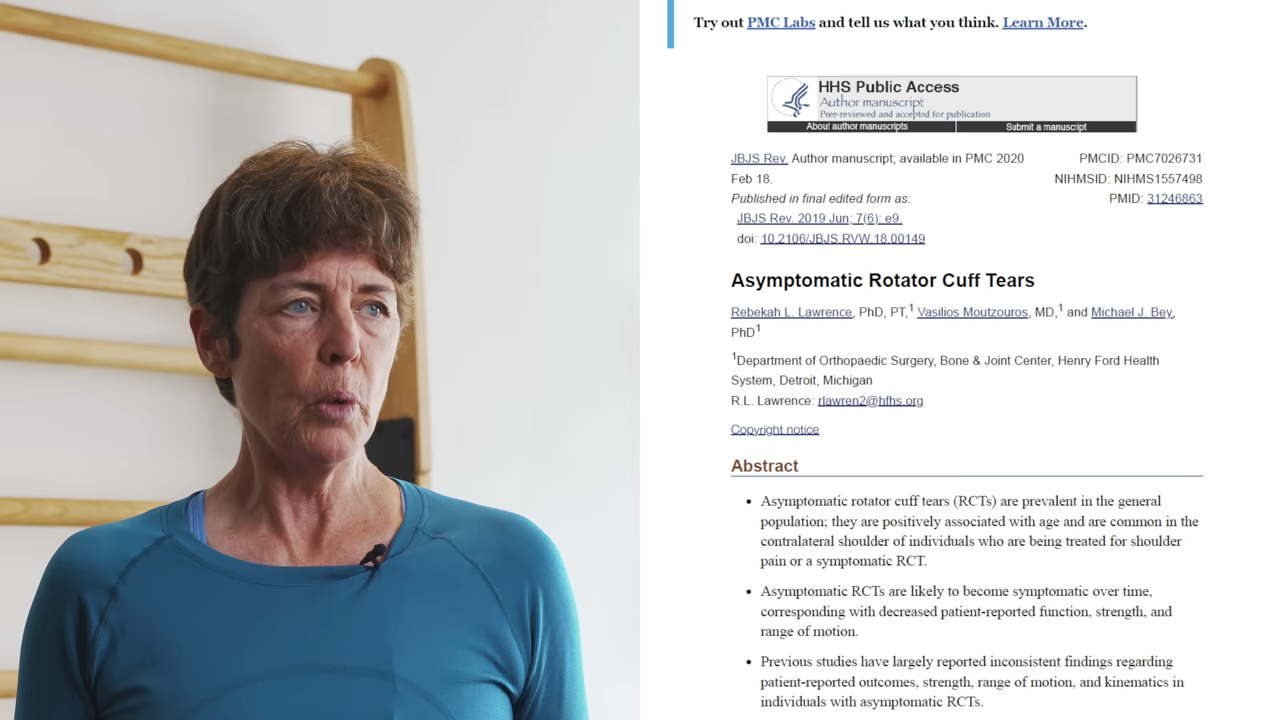 Try out PMC Labs and tell us what you think. Learn More.
HHS Public Access
Author manuscript
Peer-reviewed and accepted for publication
About author manuscripts
Submit a manuscript
JBJS Rev. Author manuscript; available in PMC 2020
Feb 18.
Published in final edited form as:
JBJS Rev. 2019 Jun; 7(6): e9.
doi: 10.2106/JBJS.RVW.18.00149
PMCID: PMC7026731
NIHMSID: NIHMS1557498
PMID: 31246863
Asymptomatic Rotator Cuff Tears
Rebekah L. Lawrence, PhD, PT,1 Vasilios Moutzouros, MD,1 and Michael J. Bey,
PhD1
1Department of Orthopaedic Surgery, Bone & Joint Center, Henry Ford Health
System, Detroit, Michigan
R.L. Lawrence: rlawren2@hfhs.org
Copyright notice
Abstract
• Asymptomatic rotator cuff tears (RCTs) are prevalent in the general
population; they are positively associated with age and are common in the
contralateral shoulder of individuals who are being treated for shoulder
pain or a symptomatic RCT.
• Asymptomatic RCTs are likely to become symptomatic over time,
corresponding with decreased patient-reported function, strength, and
range of motion.
• Previous studies have largely reported inconsistent findings regarding
patient-reported outcomes, strength, range of motion, and kinematics in
individuals with asymptomatic RCTs.